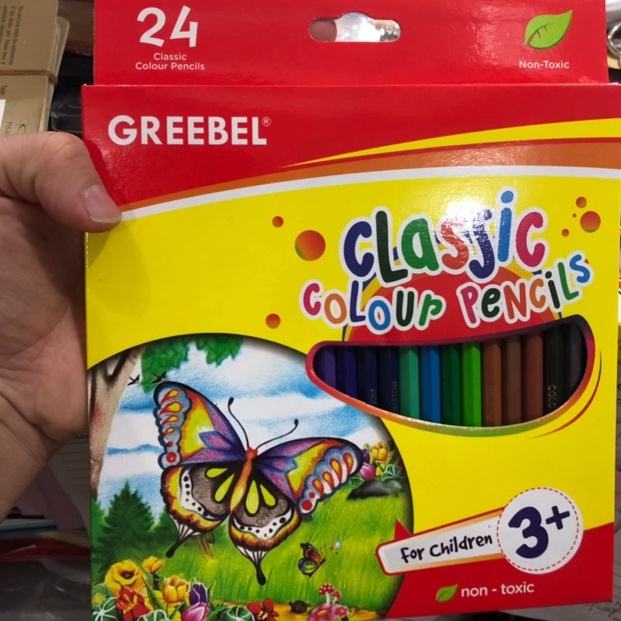 24
Classic
Colour Pencils
Non-Toxic
GREEBEL®
Classic
COLOUR PENCILS
for Children
3+
non - toxic